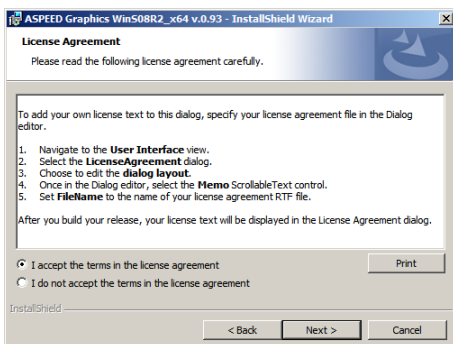 ASPEED Graphics WinS08R2_x64 v.0.93 - InstallShield Wizard
License Agreement
Please read the following license agreement carefully.
To add your own license text to this dialog, specify your license agreement file in the Dialog
editor.
1. Navigate to the User Interface view.
2. Select the LicenseAgreement dialog.
3. Choose to edit the dialog layout.
4. Once in the Dialog editor, select the Memo ScrollableText control.
5. Set FileName to the name of your license agreement RTF file.
After you build your release, your license text will be displayed in the License Agreement dialog.
I accept the terms in the license agreement
Print
I do not accept the terms in the license agreement
InstallShield
< Back
Next >
Cancel